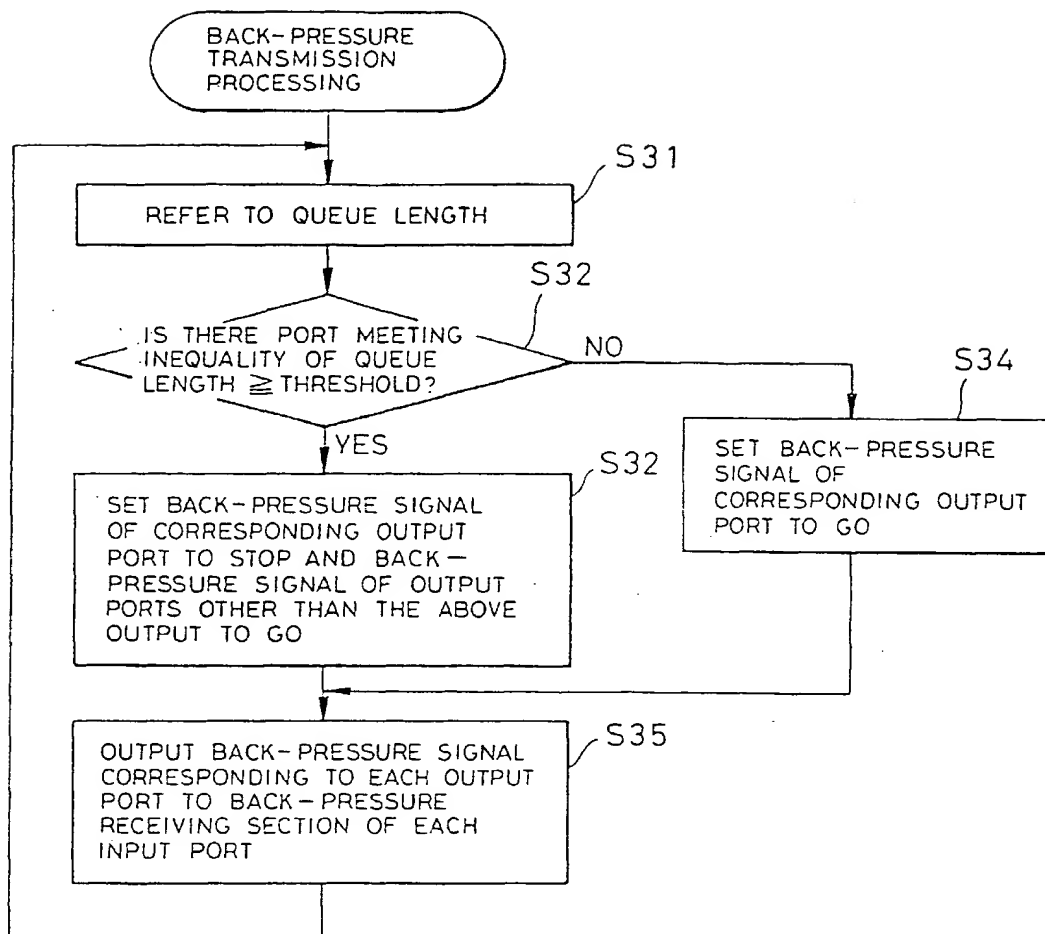 BACK-PRESSURE
TRANSMISSION
PROCESSING
S31
REFER TO QUEUE LENGTH
S32
IS THERE PORT MEETING
INEQUALITY OF QUEUE
LENGTH ≧ THRESHOLD?
NO
YES
S34
SET BACK-PRESSURE
SIGNAL OF
CORRESPONDING OUTPUT
PORT TO GO
S32
SET BACK-PRESSURE SIGNAL
OF CORRESPONDING OUTPUT
PORT TO STOP AND BACK-
PRESSURE SIGNAL OF OUTPUT
PORTS OTHER THAN THE ABOVE
OUTPUT TO GO
S35
OUTPUT BACK-PRESSURE SIGNAL
CORRESPONDING TO EACH OUTPUT
PORT TO BACK-PRESSURE
RECEIVING SECTION OF EACH
INPUT PORT